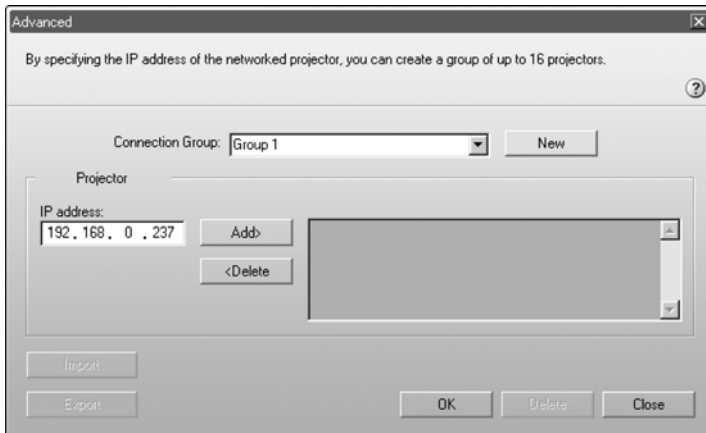 Advanced
By specifying the IP address of the networked projector, you can create a group of up to 16 projectors.
?
Connection Group: Group 1 New
Projector
IP address:
192 . 168 . 0 . 237 Add>
<Delete
Import
Export OK Delete Close